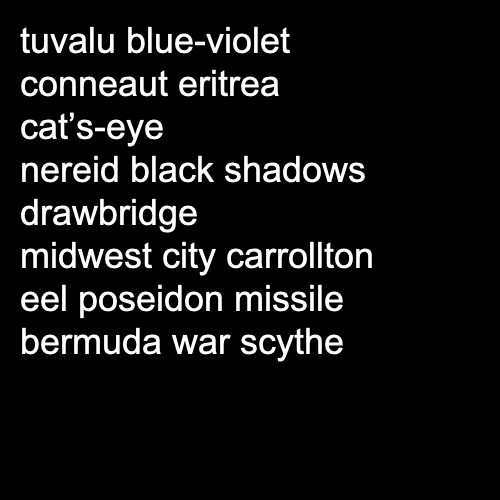 tuvalu blue-violet
conneaut eritrea
cat’s-eye
nereid black shadows
drawbridge
midwest city carrollton
eel poseidon missile
bermuda war scythe